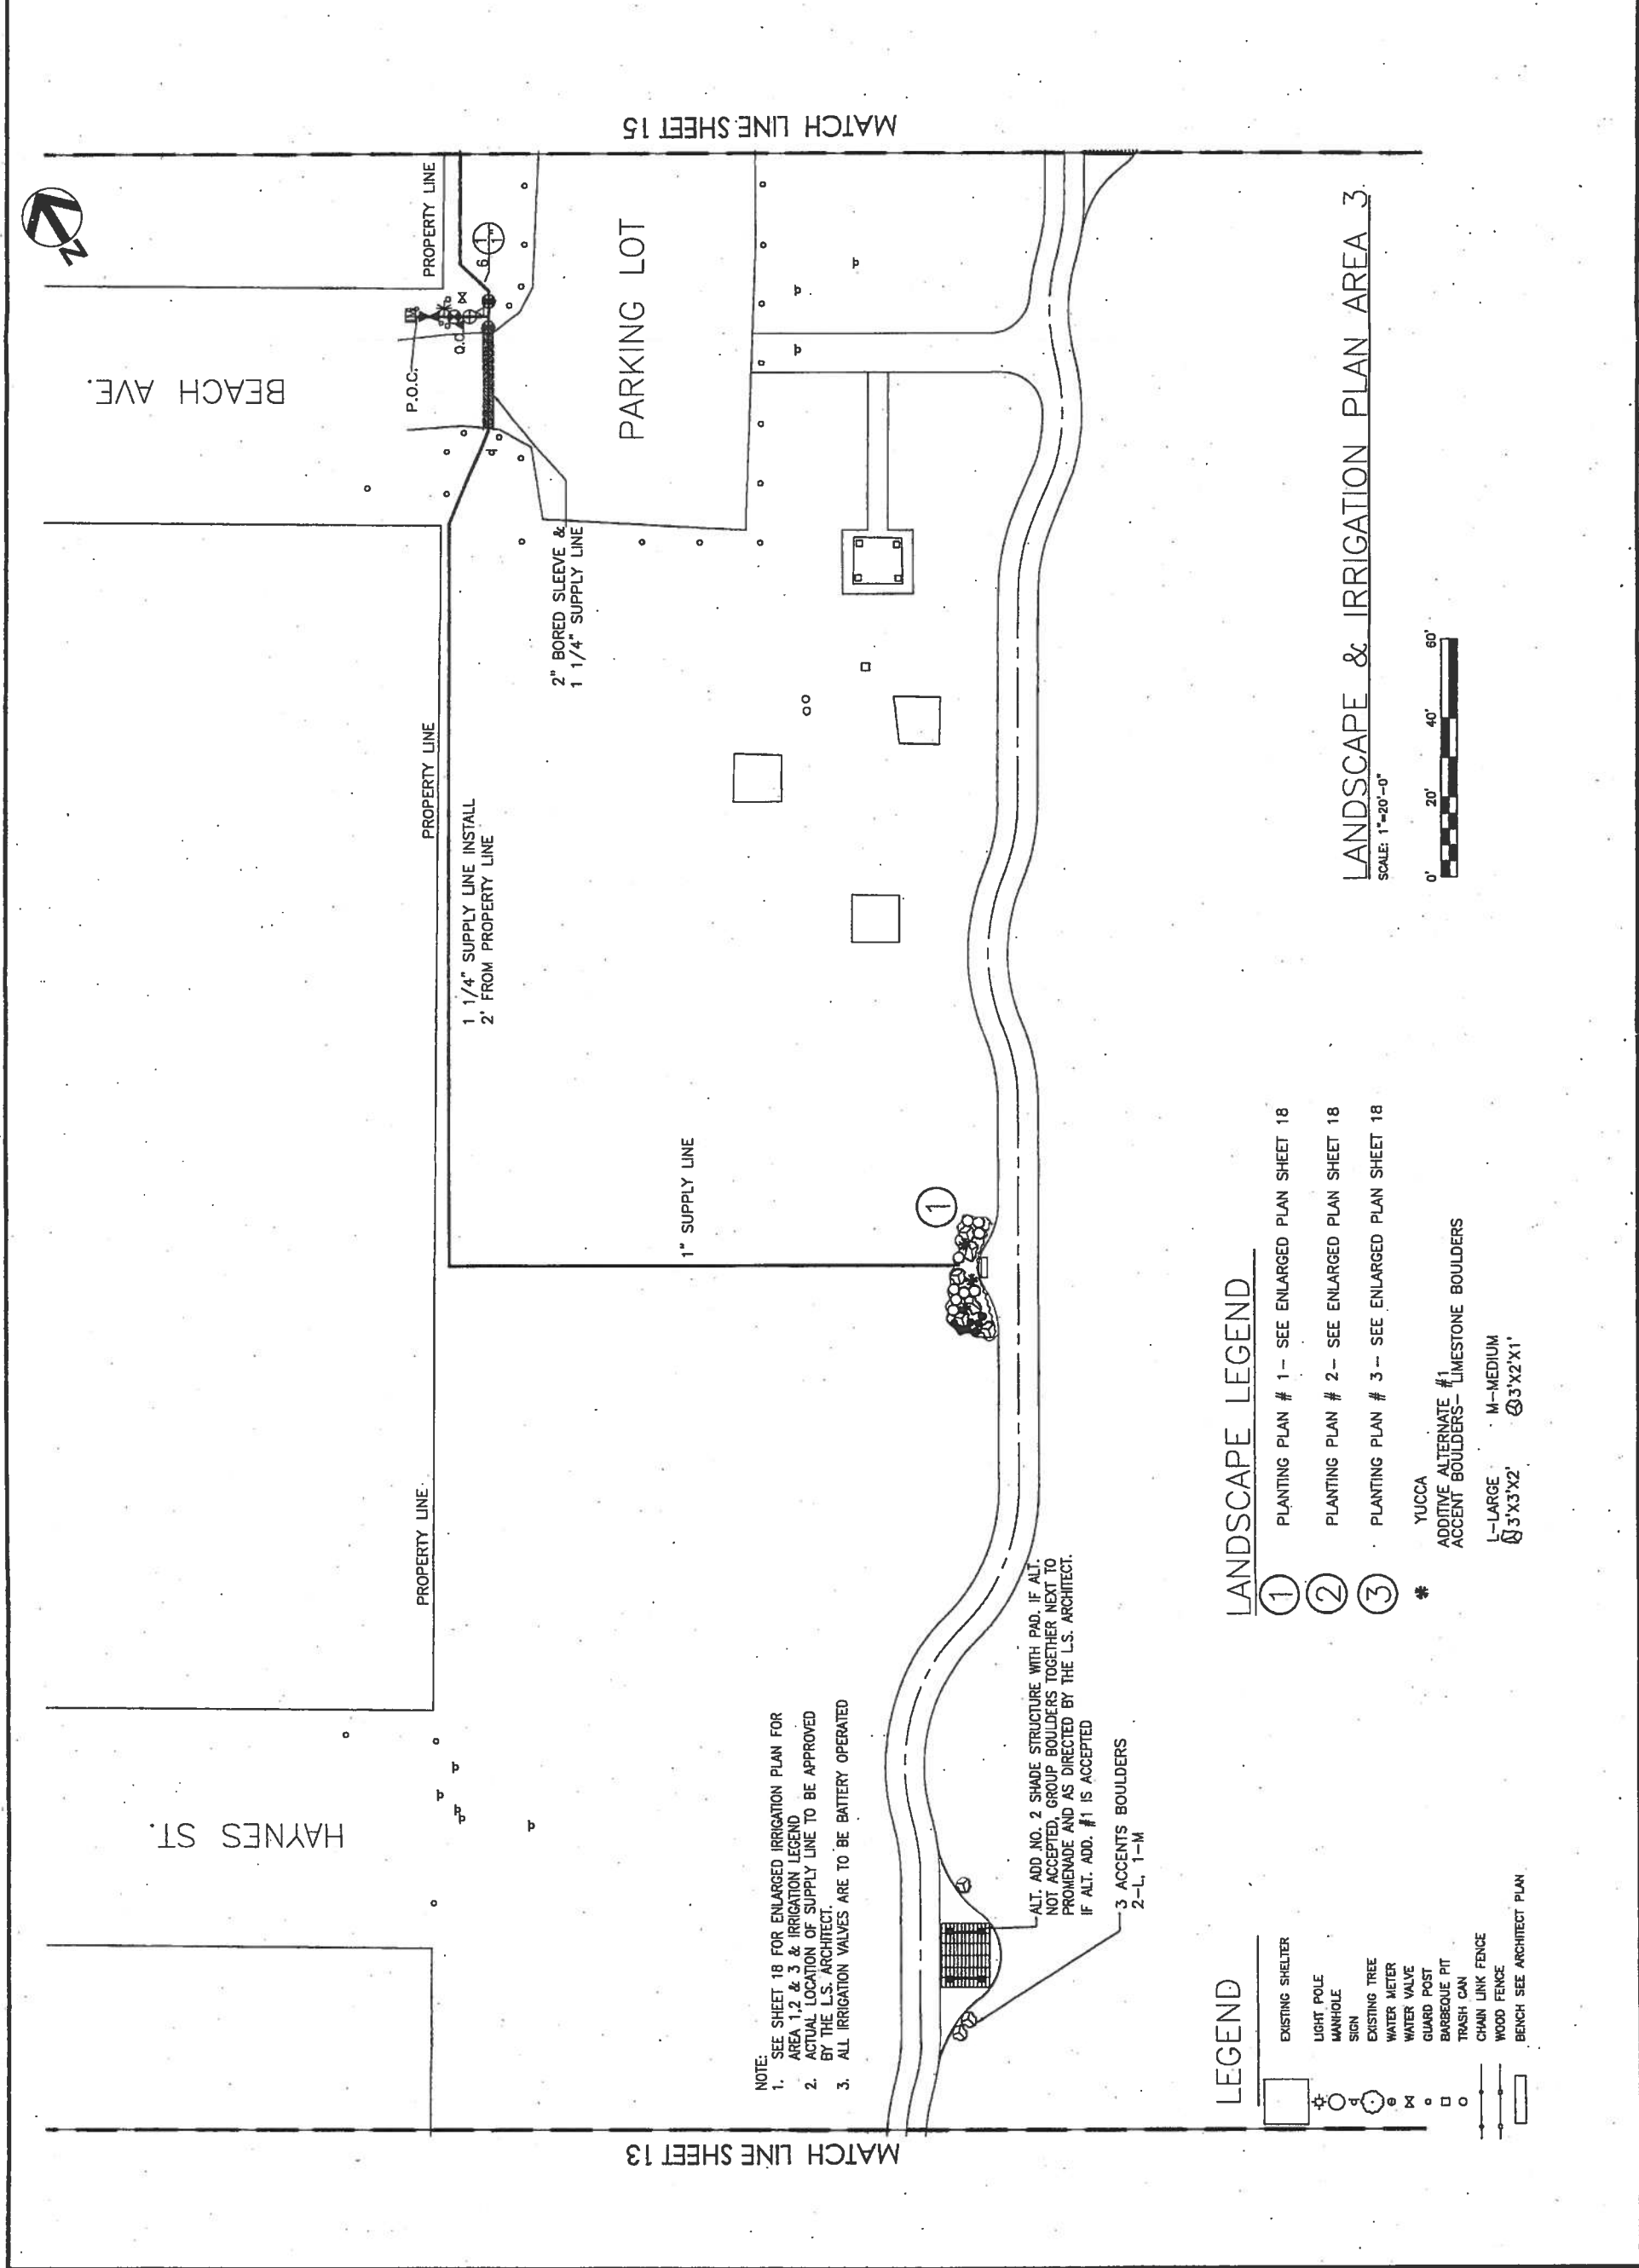 MATCH LINE SHEET 13
MATCH LINE SHEET 15
N
HAYNES ST.
BEACH AVE.
PROPERTY LINE
PROPERTY LINE
PROPERTY LINE
P.O.C.
6
1
1"
PARKING LOT
2" BORED SLEEVE &
1 1/4" SUPPLY LINE
1 1/4" SUPPLY LINE INSTALL
2' FROM PROPERTY LINE
1" SUPPLY LINE
1
NOTE:
1. SEE SHEET 18 FOR ENLARGED IRRIGATION PLAN FOR
AREA 1,2 & 3 & IRRIGATION LEGEND
2. ACTUAL LOCATION OF SUPPLY LINE TO BE APPROVED
BY THE L.S. ARCHITECT.
3. ALL IRRIGATION VALVES ARE TO BE BATTERY OPERATED
ALT. ADD NO. 2 SHADE STRUCTURE WITH PAD. IF ALT.
NOT ACCEPTED, GROUP BOULDERS TOGETHER NEXT TO
PROMENADE AND AS DIRECTED BY THE L.S. ARCHITECT.
IF ALT. ADD. #1 IS ACCEPTED
3 ACCENTS BOULDERS
2-L, 1-M
LEGEND
EXISTING SHELTER
LIGHT POLE
MANHOLE
SIGN
EXISTING TREE
WATER METER
WATER VALVE
GUARD POST
BARBEQUE PIT
TRASH CAN
CHAIN LINK FENCE
WOOD FENCE
BENCH SEE ARCHITECT PLAN
LANDSCAPE LEGEND
1 PLANTING PLAN # 1- SEE ENLARGED PLAN SHEET 18
2 PLANTING PLAN # 2- SEE ENLARGED PLAN SHEET 18
3 PLANTING PLAN # 3- SEE ENLARGED PLAN SHEET 18
* YUCCA
ADDITIVE ALTERNATE #1
ACCENT BOULDERS- LIMESTONE BOULDERS
L-LARGE M-MEDIUM
3'X3'X2' 3'X2'X1'
LANDSCAPE & IRRIGATION PLAN AREA 3
SCALE: 1"=20'-0"
0' 20' 40' 60'